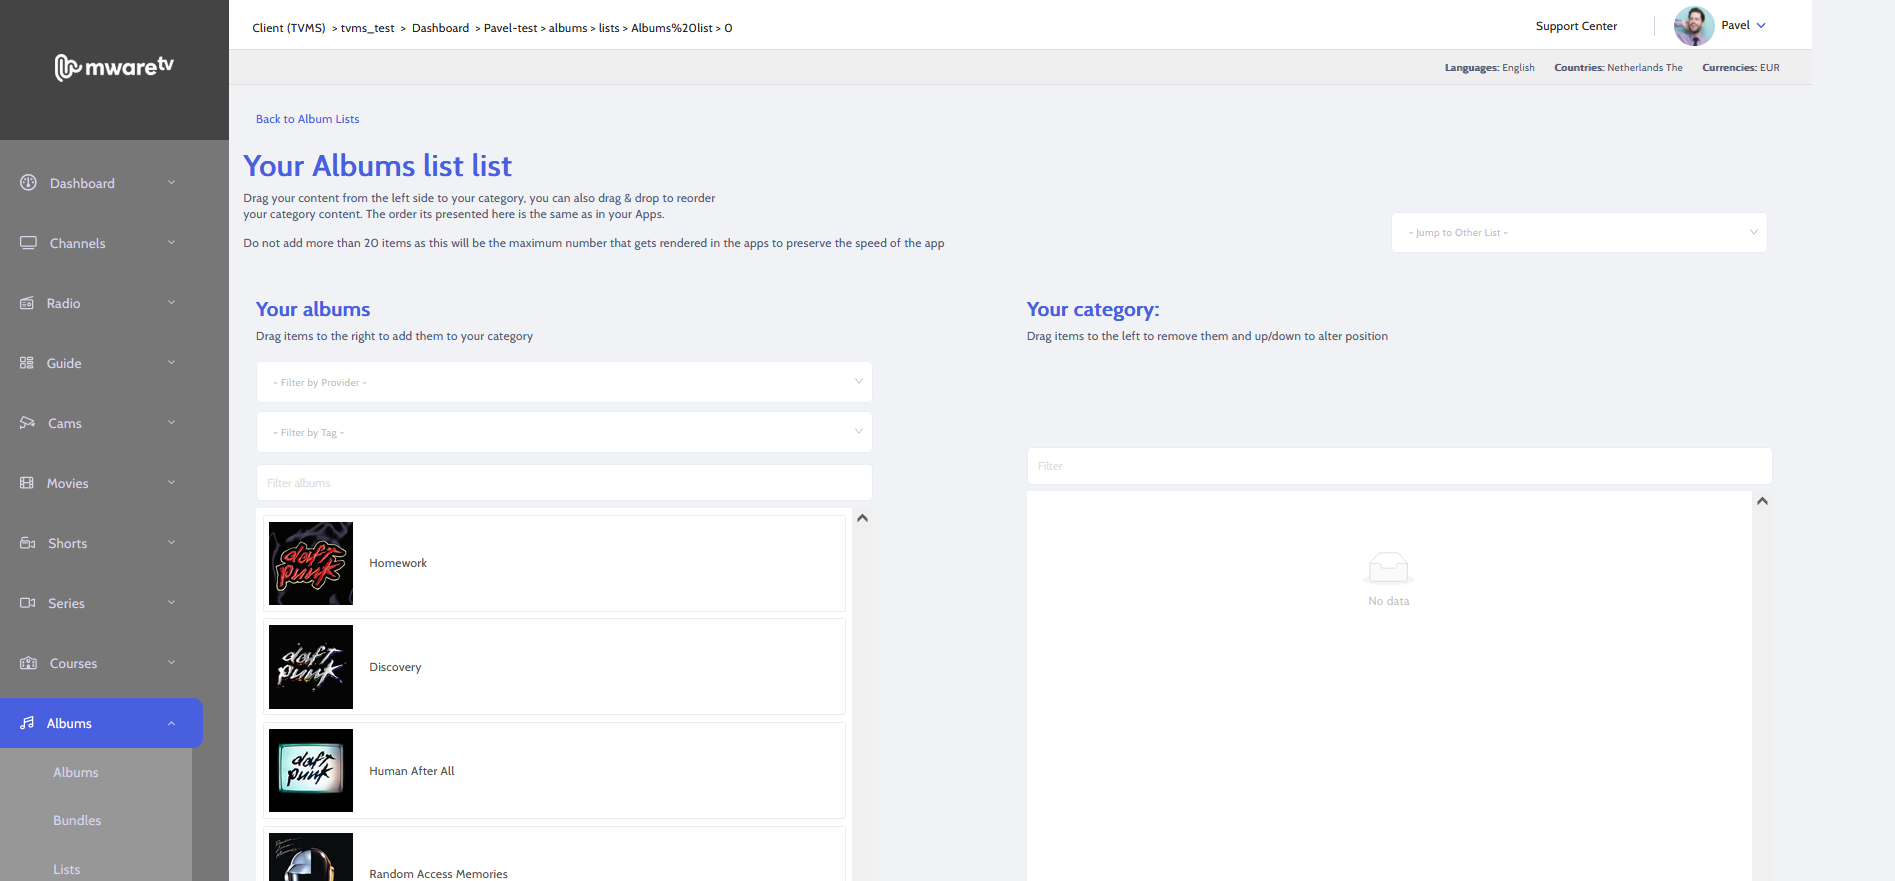 Client (TVMS) > tvms_test > Dashboard > Pavel-test > albums > lists > Albums%20list > 0
Support Center
Pavel
mwaretv
Languages: English Countries: Netherlands The Currencies: EUR
Back to Album Lists
Your Albums list list
Drag your content from the left side to your category, you can also drag & drop to reorder
your category content. The order its presented here is the same as in your Apps.
Do not add more than 20 items as this will be the maximum number that gets rendered in the apps to preserve the speed of the app
- Jump to Other List -
Dashboard
Channels
Radio
Guide
Cams
Movies
Shorts
Series
Courses
Albums
Albums
Bundles
Lists
Your albums
Drag items to the right to add them to your category
- Filter by Provider -
- Filter by Tag -
Filter albums
daft
punk
Homework
daft
punk
Discovery
daft
punk
Human After All
Random Access Memories
Your category:
Drag items to the left to remove them and up/down to alter position
Filter
No data